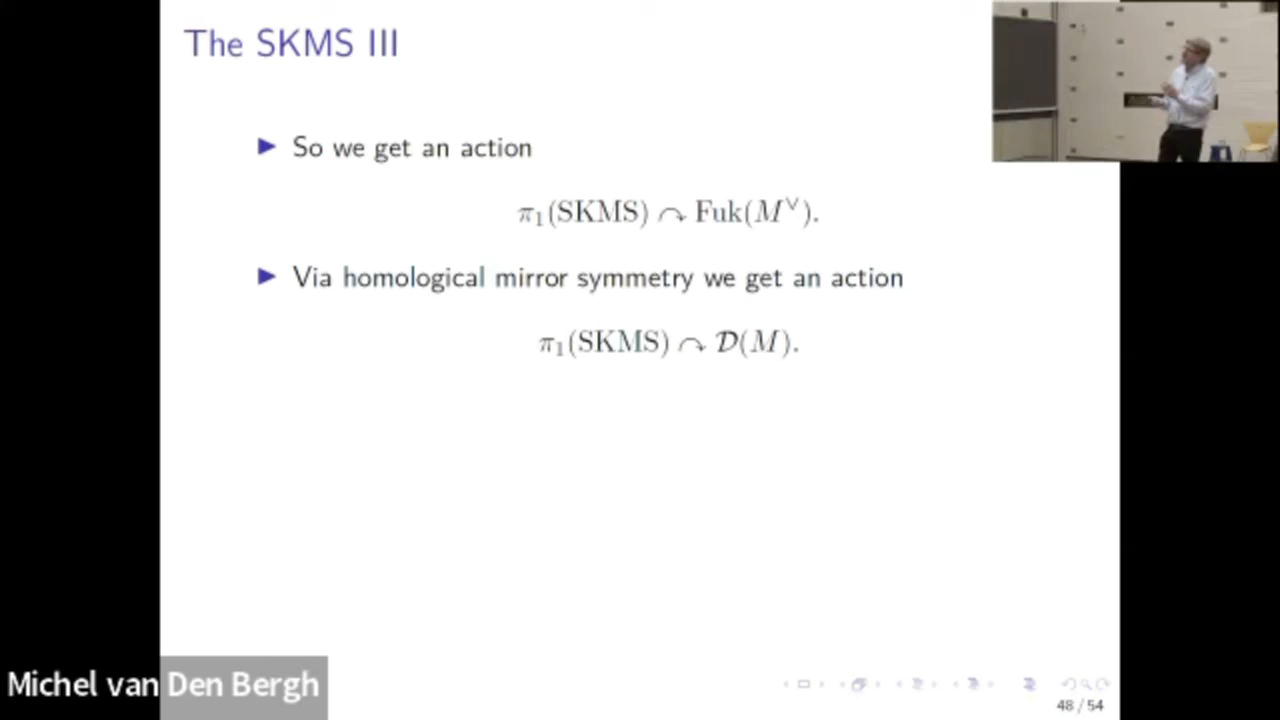 The SKMS III
▶ So we get an action
π₁(SKMS) ↷ Fuk(M^∨).
▶ Via homological mirror symmetry we get an action
π₁(SKMS) ↷ 𝒟(M).
Michel van Den Bergh
48 / 54